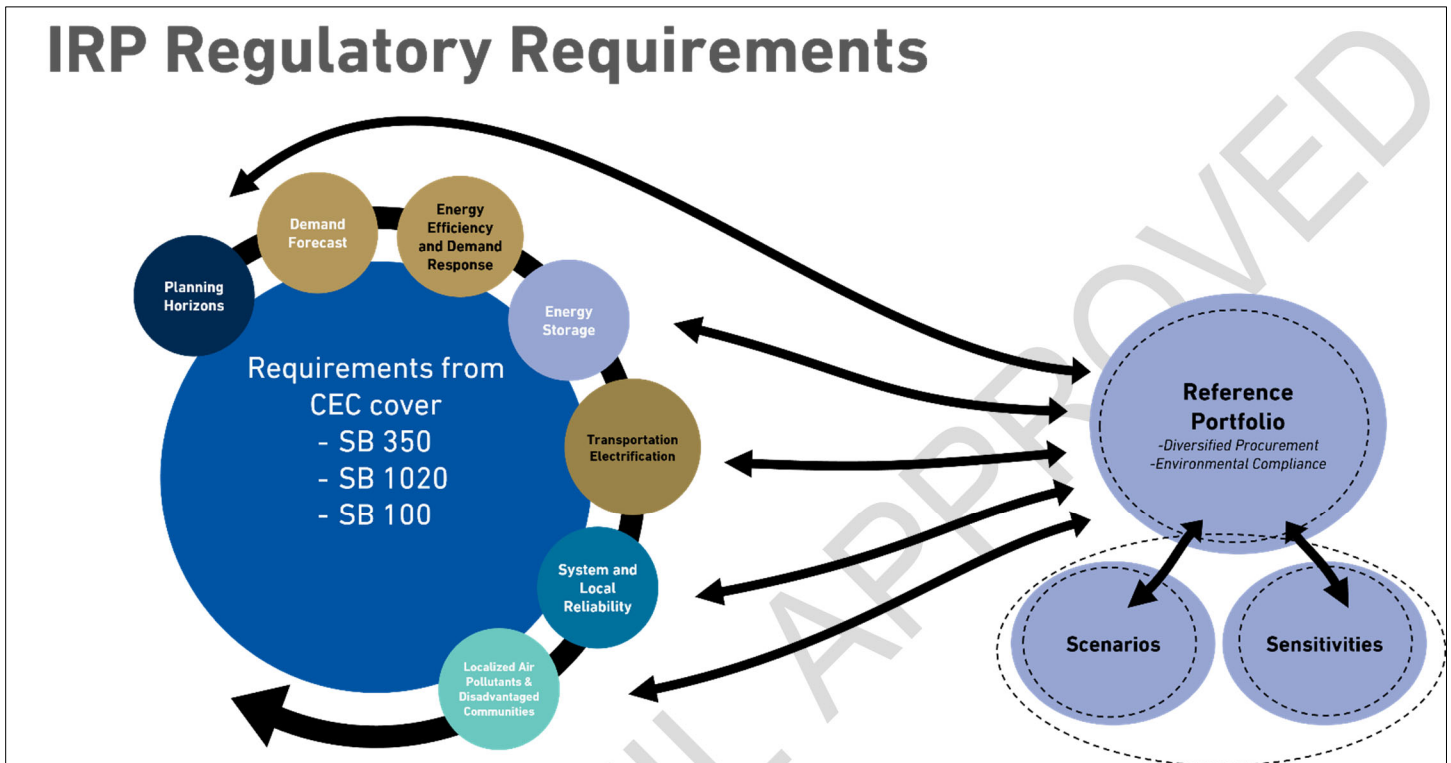 IRP Regulatory Requirements
Planning
Horizons
Demand
Forecast
Energy
Efficiency
and Demand
Response
Energy
Storage
Transportation
Electrification
System and
Local
Reliability
Localized Air
Pollutants &
Disadvantaged
Communities
Requirements from
CEC cover
- SB 350
- SB 1020
- SB 100
Reference
Portfolio
-Diversified Procurement
-Environmental Compliance
Scenarios
Sensitivities
APPROVED